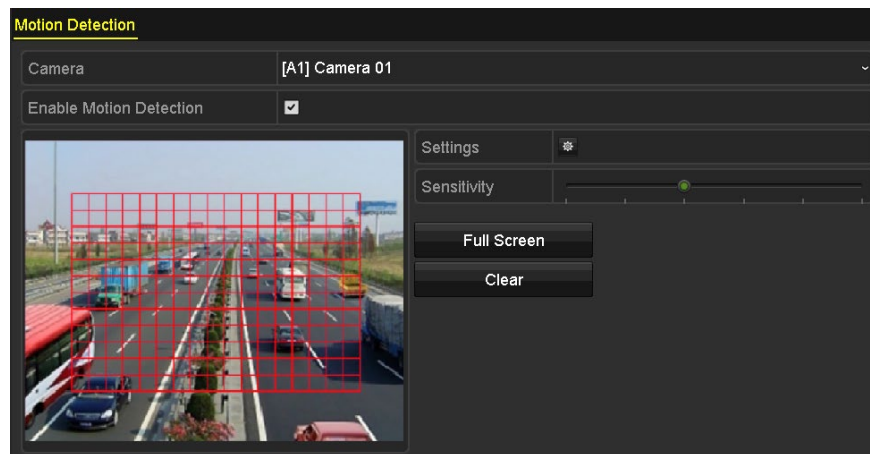 Motion Detection
Camera [A1] Camera 01
Enable Motion Detection
Settings
Sensitivity
Full Screen
Clear